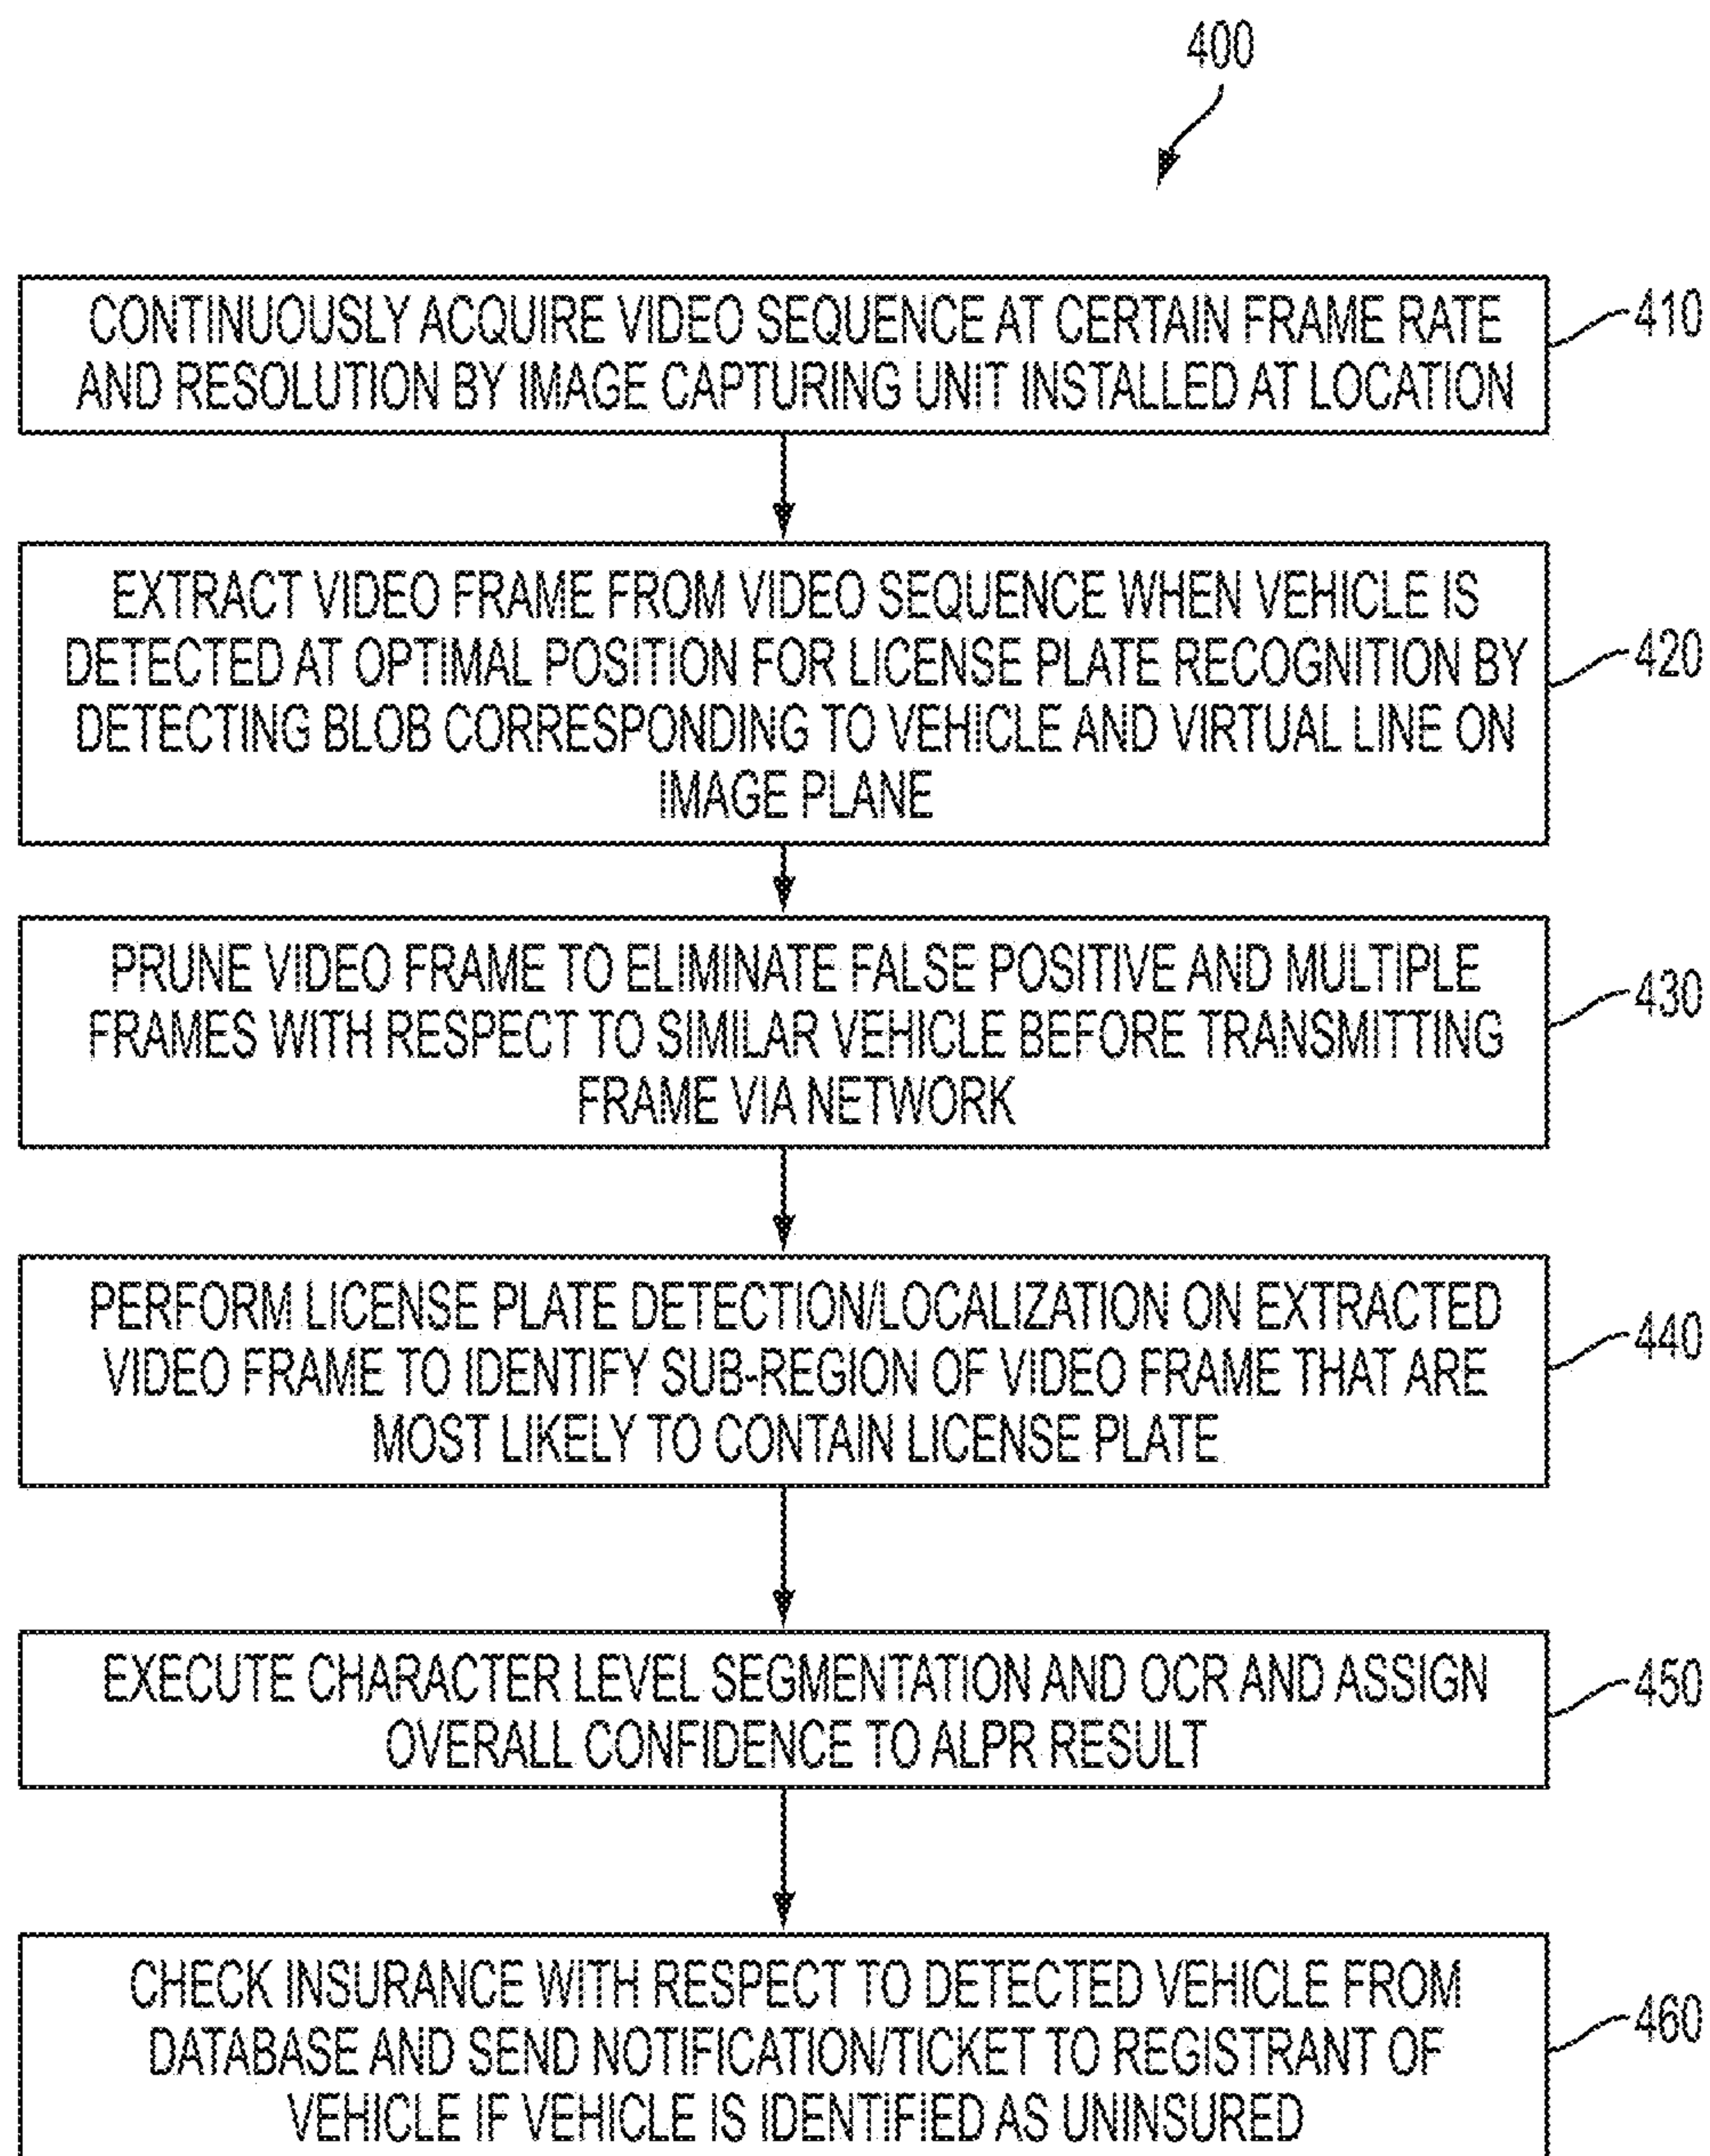 400
CONTINUOUSLY ACQUIRE VIDEO SEQUENCE AT CERTAIN FRAME RATE
AND RESOLUTION BY IMAGE CAPTURING UNIT INSTALLED AT LOCATION
410
EXTRACT VIDEO FRAME FROM VIDEO SEQUENCE WHEN VEHICLE IS
DETECTED AT OPTIMAL POSITION FOR LICENSE PLATE RECOGNITION BY
DETECTING BLOB CORRESPONDING TO VEHICLE AND VIRTUAL LINE ON
IMAGE PLANE
420
PRUNE VIDEO FRAME TO ELIMINATE FALSE POSITIVE AND MULTIPLE
FRAMES WITH RESPECT TO SIMILAR VEHICLE BEFORE TRANSMITTING
FRAME VIA NETWORK
430
PERFORM LICENSE PLATE DETECTION/LOCALIZATION ON EXTRACTED
VIDEO FRAME TO IDENTIFY SUB-REGION OF VIDEO FRAME THAT ARE
MOST LIKELY TO CONTAIN LICENSE PLATE
440
EXECUTE CHARACTER LEVEL SEGMENTATION AND OCR AND ASSIGN
OVERALL CONFIDENCE TO ALPR RESULT
450
CHECK INSURANCE WITH RESPECT TO DETECTED VEHICLE FROM
DATABASE AND SEND NOTIFICATION/TICKET TO REGISTRANT OF
VEHICLE IF VEHICLE IS IDENTIFIED AS UNINSURED
460